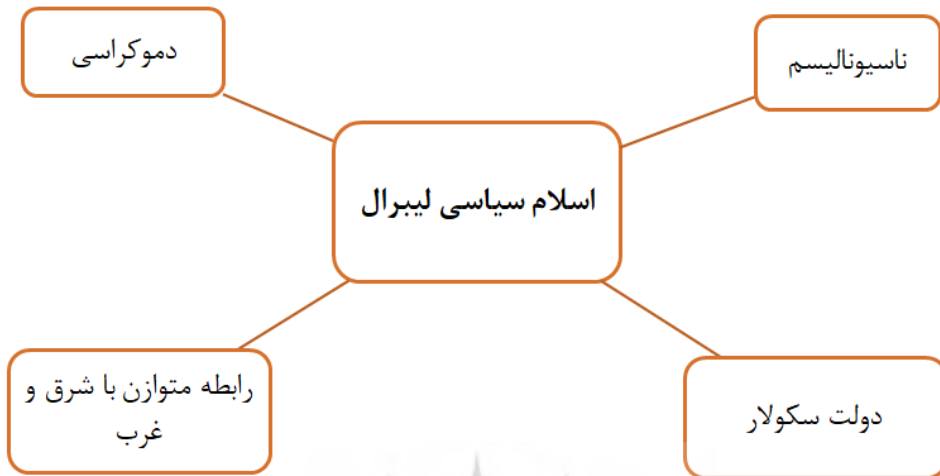 ناسیونالیسم
دموکراسی
اسلام سیاسی لیبرال
دولت سکولار
رابطه متوازن با شرق و
غرب